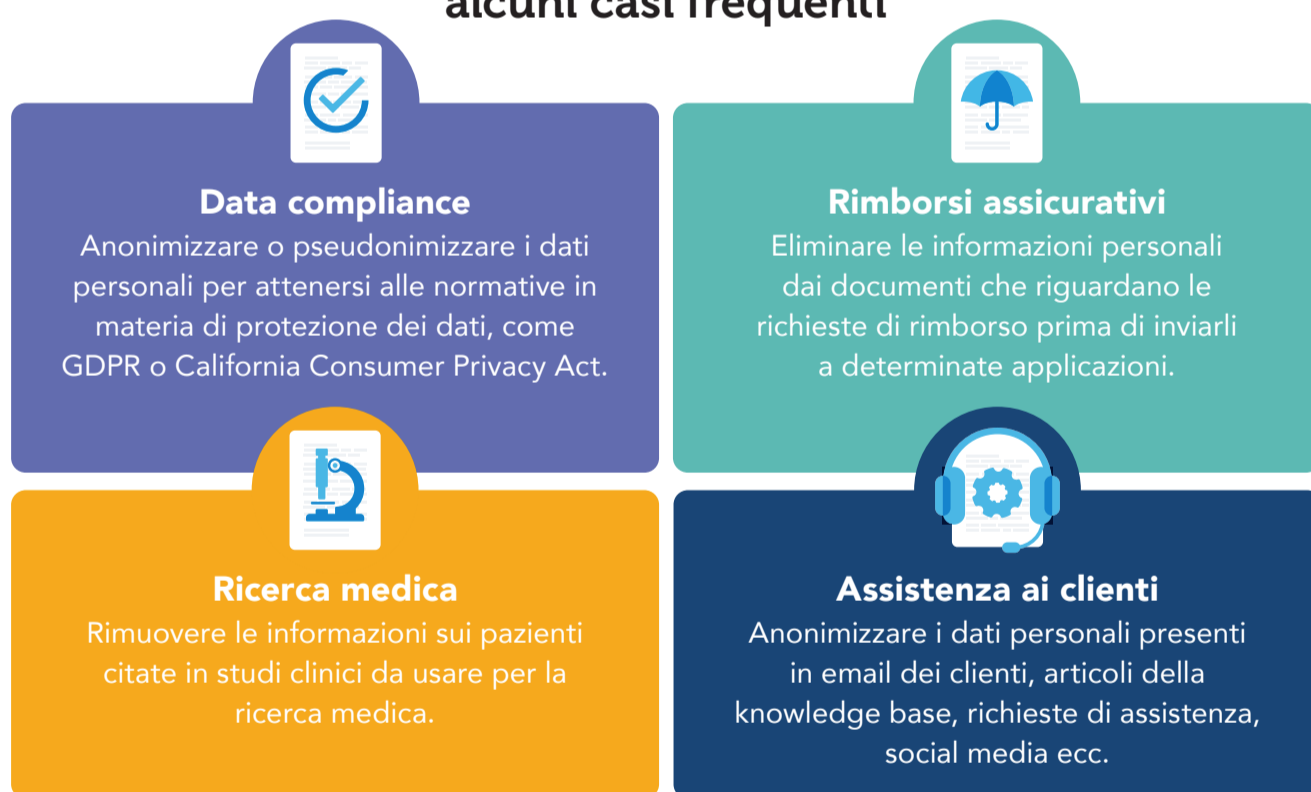 alcuni casi frequenti
Data compliance
Anonimizzare o pseudonimizzare i dati
personali per attenersi alle normative in
materia di protezione dei dati, come
GDPR o California Consumer Privacy Act.
Rimborsi assicurativi
Eliminare le informazioni personali
dai documenti che riguardano le
richieste di rimborso prima di inviarli
a determinate applicazioni.
Ricerca medica
Rimuovere le informazioni sui pazienti
citate in studi clinici da usare per la
ricerca medica.
Assistenza ai clienti
Anonimizzare i dati personali presenti
in email dei clienti, articoli della
knowledge base, richieste di assistenza,
social media ecc.